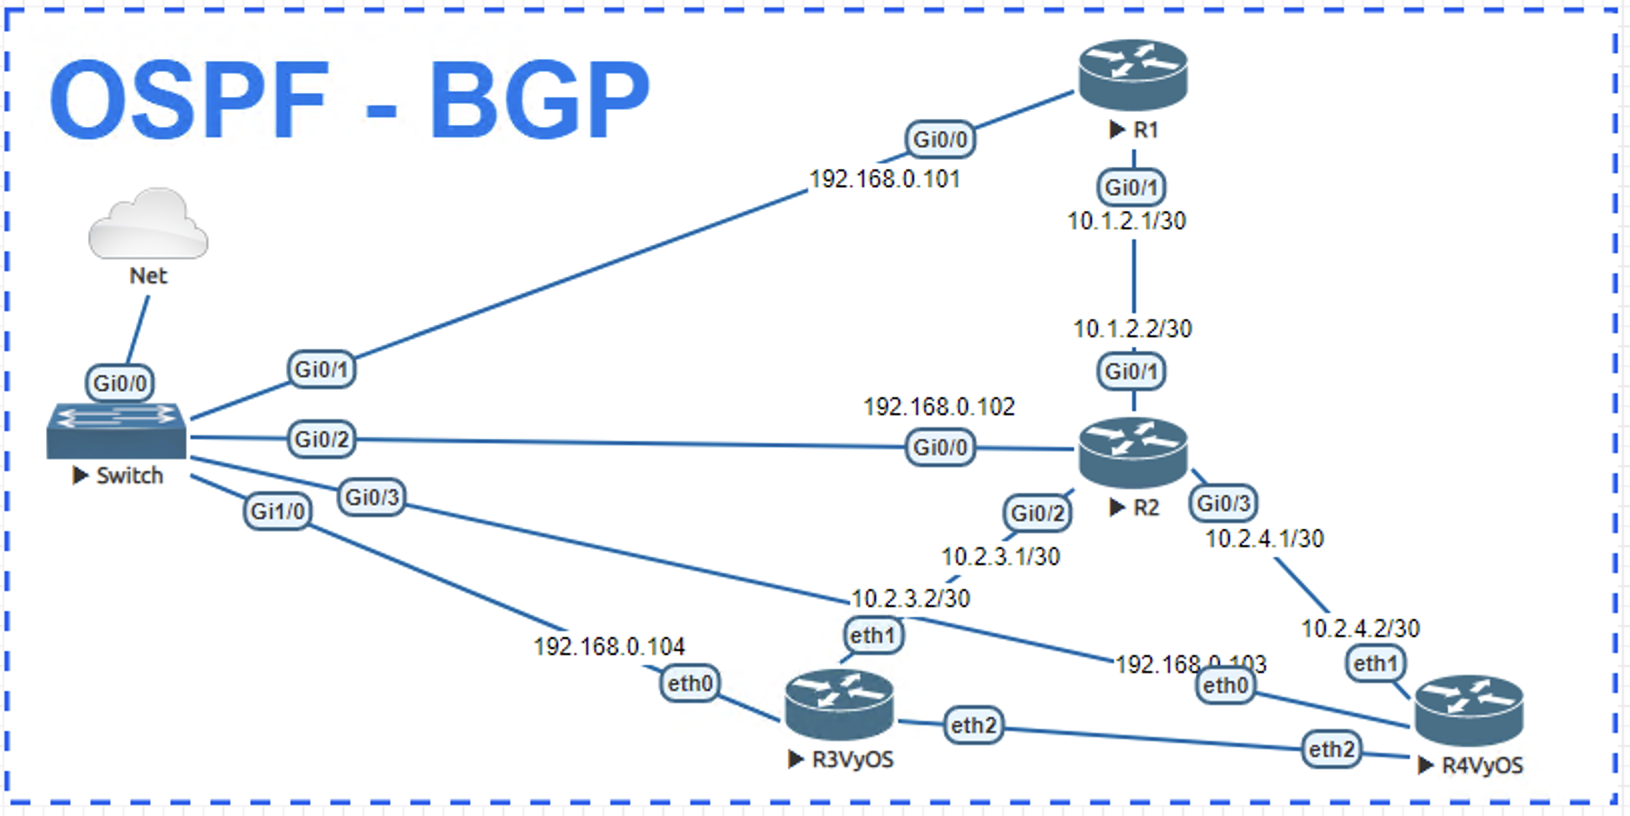 OSPF - BGP
R1
Gi0/0
192.168.0.101
Gi0/1
10.1.2.1/30
Net
10.1.2.2/30
Gi0/1
Gi0/0
Gi0/1
192.168.0.102
Gi0/2
Gi0/0
Switch
Gi0/3
Gi1/0
R2
Gi0/2
Gi0/3
10.2.3.1/30
10.2.4.1/30
10.2.3.2/30
eth1
10.2.4.2/30
192.168.0.104
192.168.0.103
eth1
eth0
eth0
eth2
eth2
R3VyOS
R4VyOS